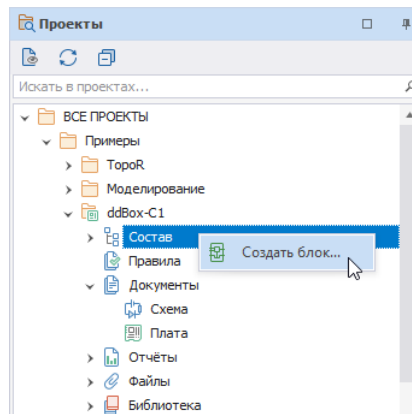 Проекты
Искать в проектах...
ВСЕ ПРОЕКТЫ
Примеры
TopoR
Моделирование
ddBox-C1
Состав
Создать блок...
Правила
Документы
Схема
Плата
Отчёты
Файлы
Библиотека